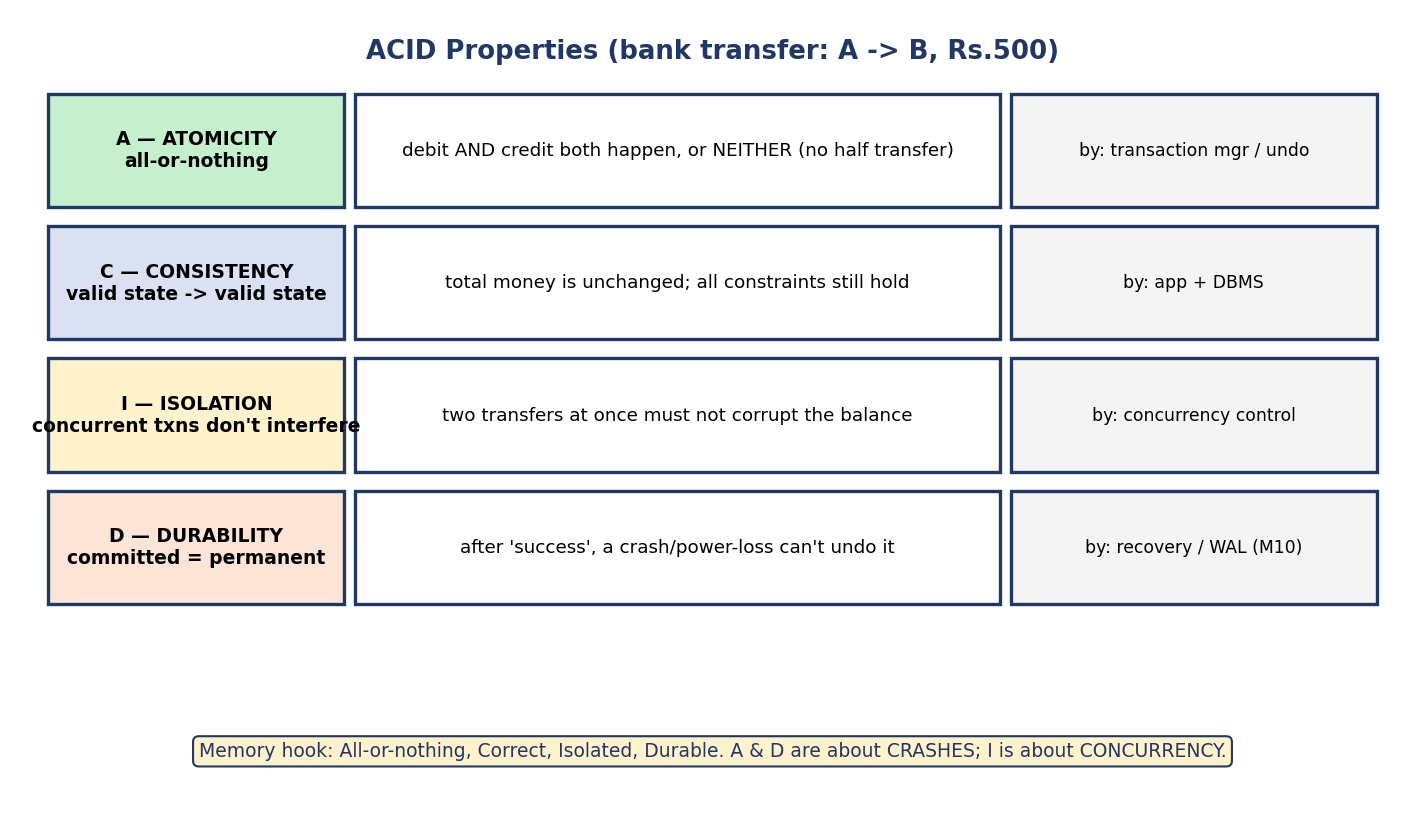 ACID Properties (bank transfer: A -> B, Rs.500)
A — ATOMICITY
all-or-nothing
debit AND credit both happen, or NEITHER (no half transfer)
by: transaction mgr / undo
C — CONSISTENCY
valid state -> valid state
total money is unchanged; all constraints still hold
by: app + DBMS
I — ISOLATION
concurrent txns don't interfere
two transfers at once must not corrupt the balance
by: concurrency control
D — DURABILITY
committed = permanent
after 'success', a crash/power-loss can't undo it
by: recovery / WAL (M10)
Memory hook: All-or-nothing, Correct, Isolated, Durable. A & D are about CRASHES; I is about CONCURRENCY.